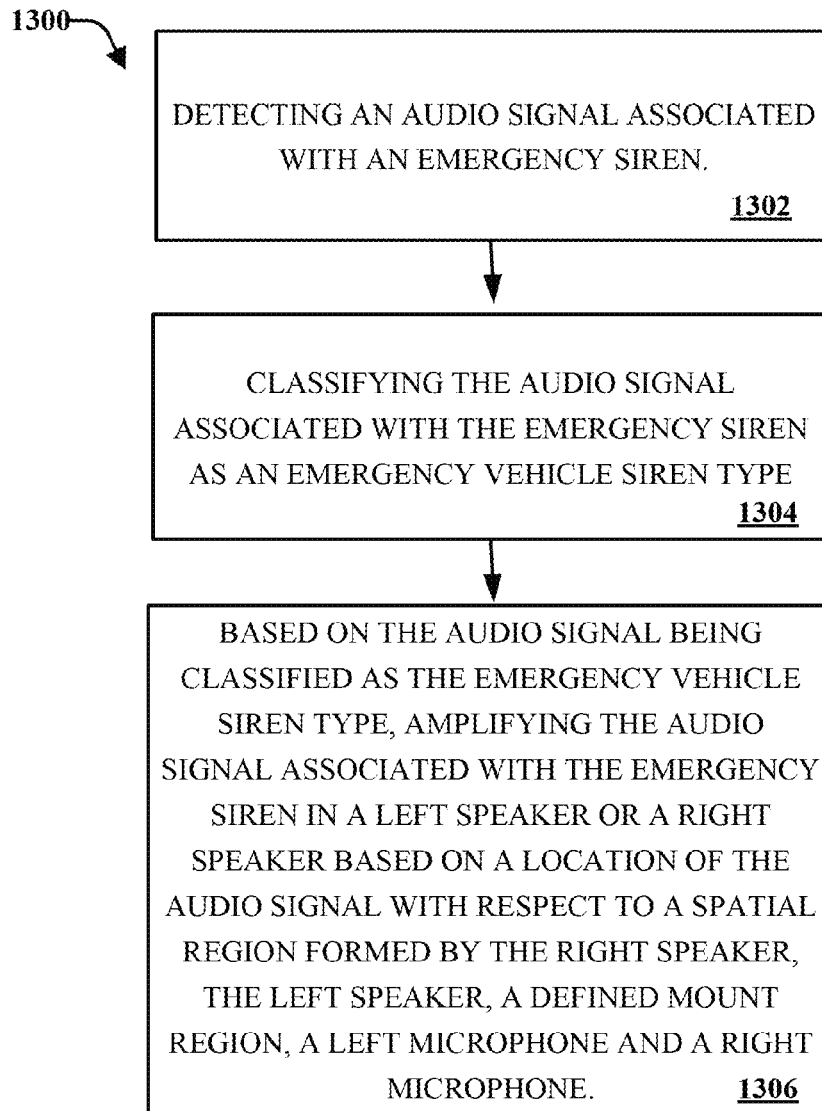 1300
DETECTING AN AUDIO SIGNAL ASSOCIATED
WITH AN EMERGENCY SIREN.
1302
CLASSIFYING THE AUDIO SIGNAL
ASSOCIATED WITH THE EMERGENCY SIREN
AS AN EMERGENCY VEHICLE SIREN TYPE
1304
BASED ON THE AUDIO SIGNAL BEING
CLASSIFIED AS THE EMERGENCY VEHICLE
SIREN TYPE, AMPLIFYING THE AUDIO
SIGNAL ASSOCIATED WITH THE EMERGENCY
SIREN IN A LEFT SPEAKER OR A RIGHT
SPEAKER BASED ON A LOCATION OF THE
AUDIO SIGNAL WITH RESPECT TO A SPATIAL
REGION FORMED BY THE RIGHT SPEAKER,
THE LEFT SPEAKER, A DEFINED MOUNT
REGION, A LEFT MICROPHONE AND A RIGHT
MICROPHONE. 1306